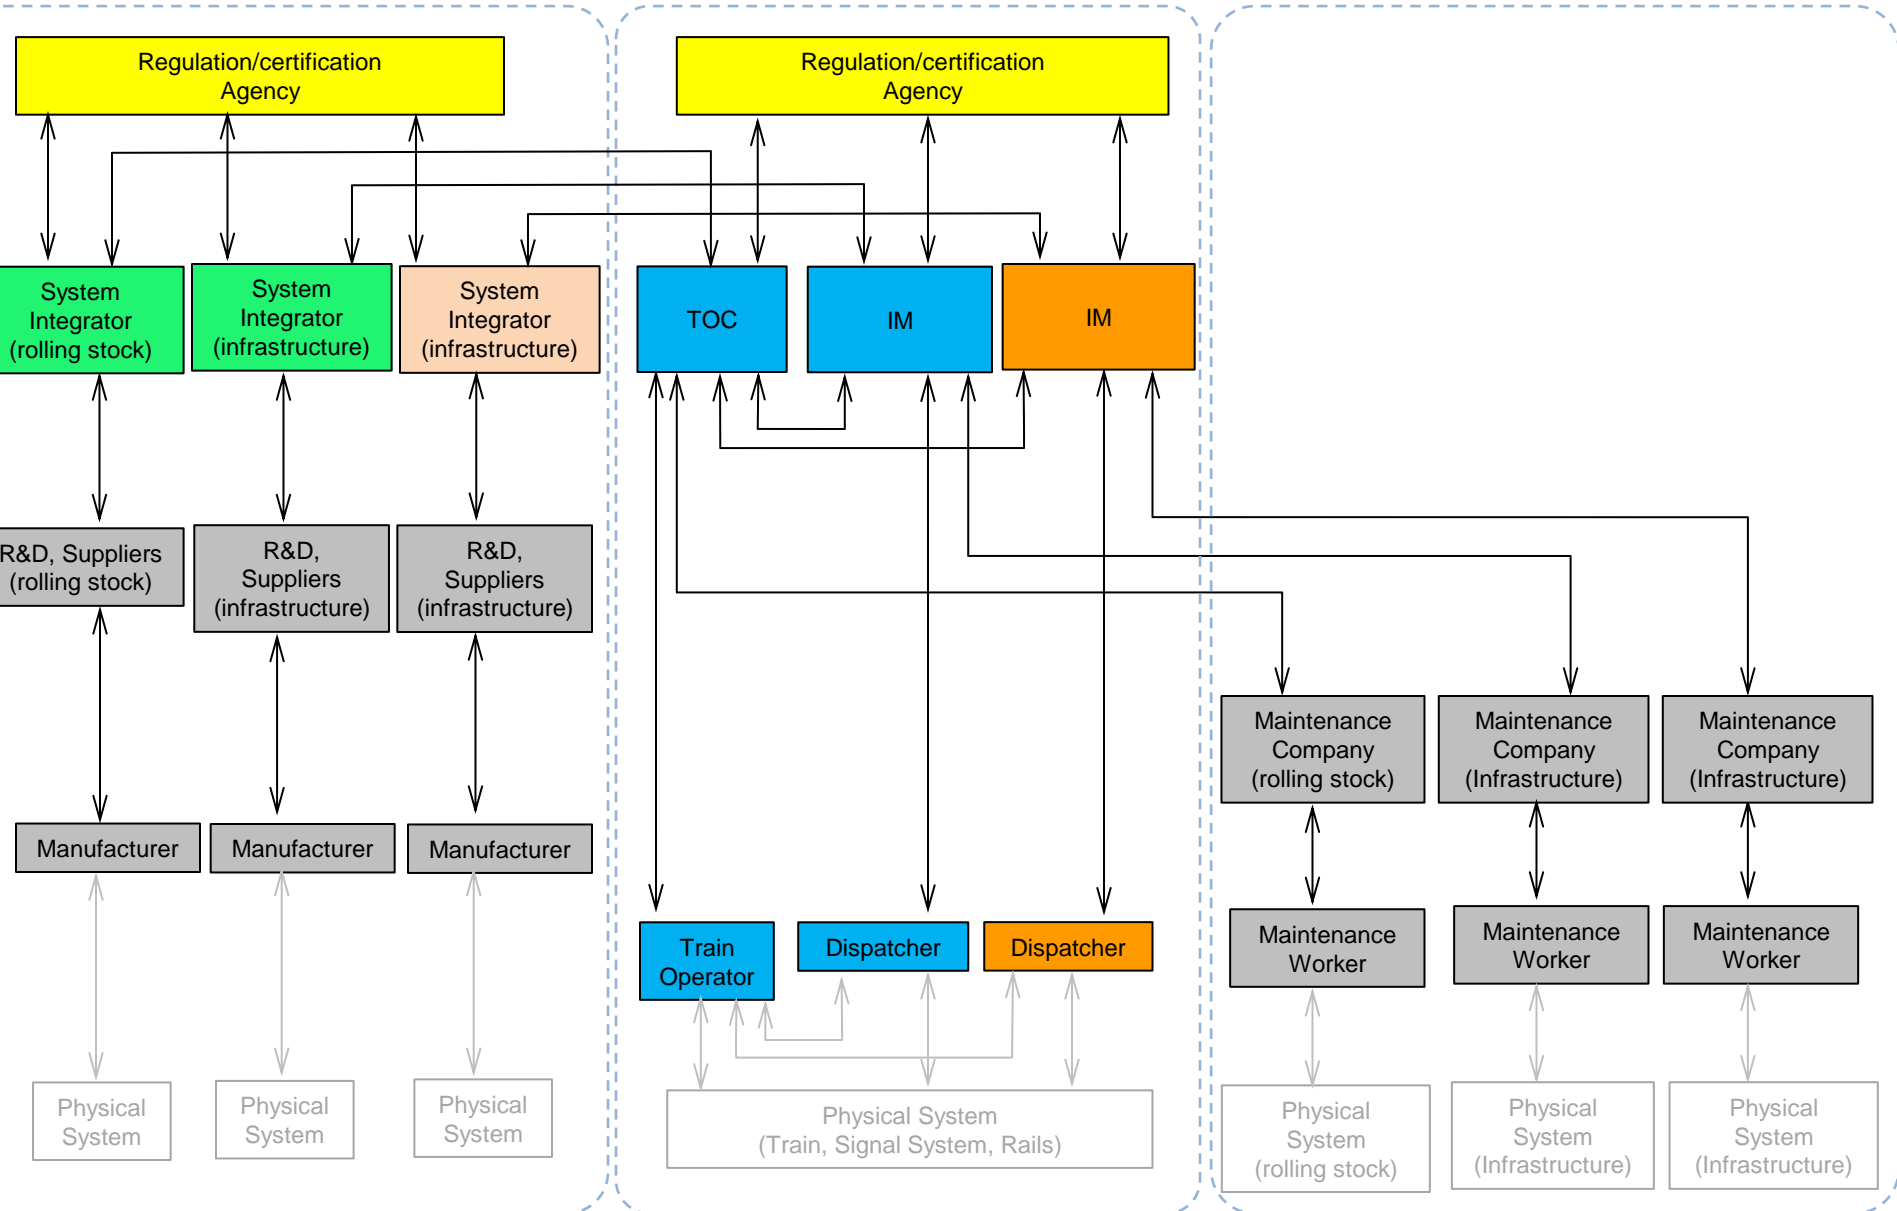 Regulation/certification
Agency
Regulation/certification
Agency
System
Integrator
(rolling stock)
System
Integrator
(infrastructure)
System
Integrator
(infrastructure)
TOC
IM
IM
R&D, Suppliers
(rolling stock)
R&D,
Suppliers
(infrastructure)
R&D,
Suppliers
(infrastructure)
Maintenance
Company
(rolling stock)
Maintenance
Company
(Infrastructure)
Maintenance
Company
(Infrastructure)
Manufacturer
Manufacturer
Manufacturer
Train
Operator
Dispatcher
Dispatcher
Maintenance
Worker
Maintenance
Worker
Maintenance
Worker
Physical
System
Physical
System
Physical
System
Physical System
(Train, Signal System, Rails)
Physical
System
(rolling stock)
Physical
System
(Infrastructure)
Physical
System
(Infrastructure)